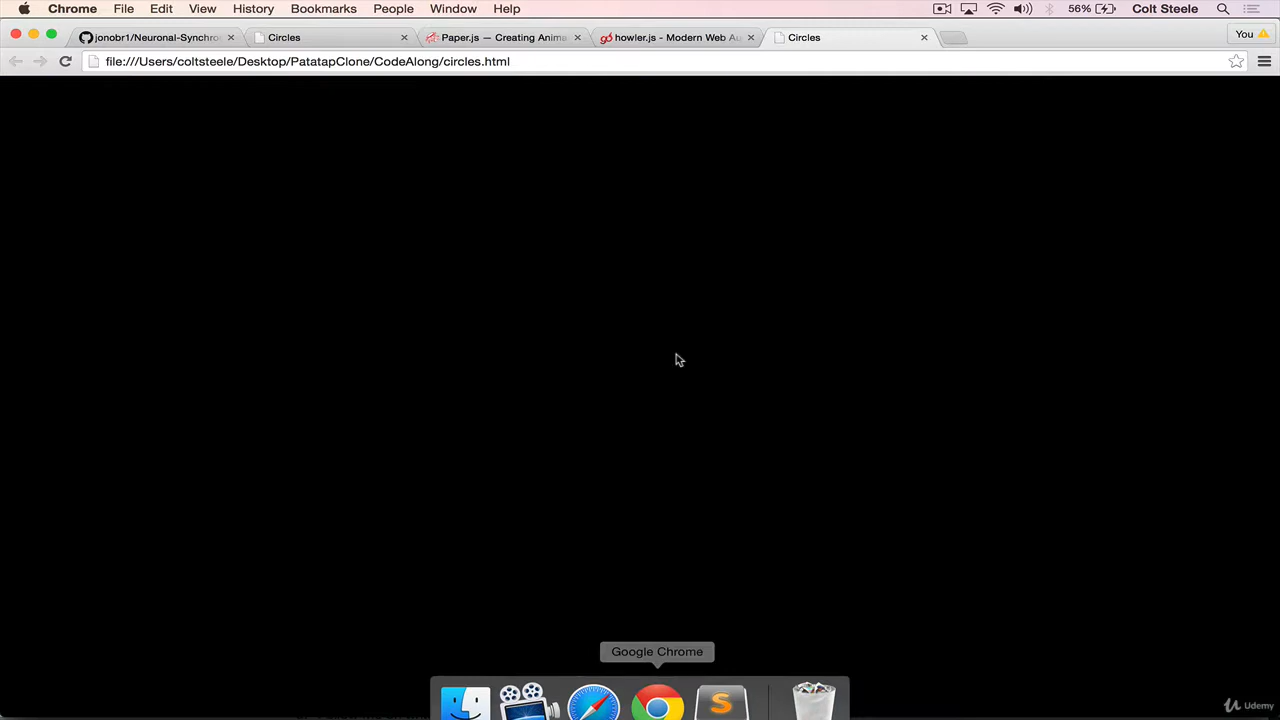 Chrome File Edit View History Bookmarks People Window Help 56% Colt Steele
jonobr1/Neuronal-Synchro Circles Paper.js — Creating Anima howler.js - Modern Web Au Circles You
file:///Users/coltsteele/Desktop/PatatapClone/CodeAlong/circles.html
Google Chrome
S
Udemy